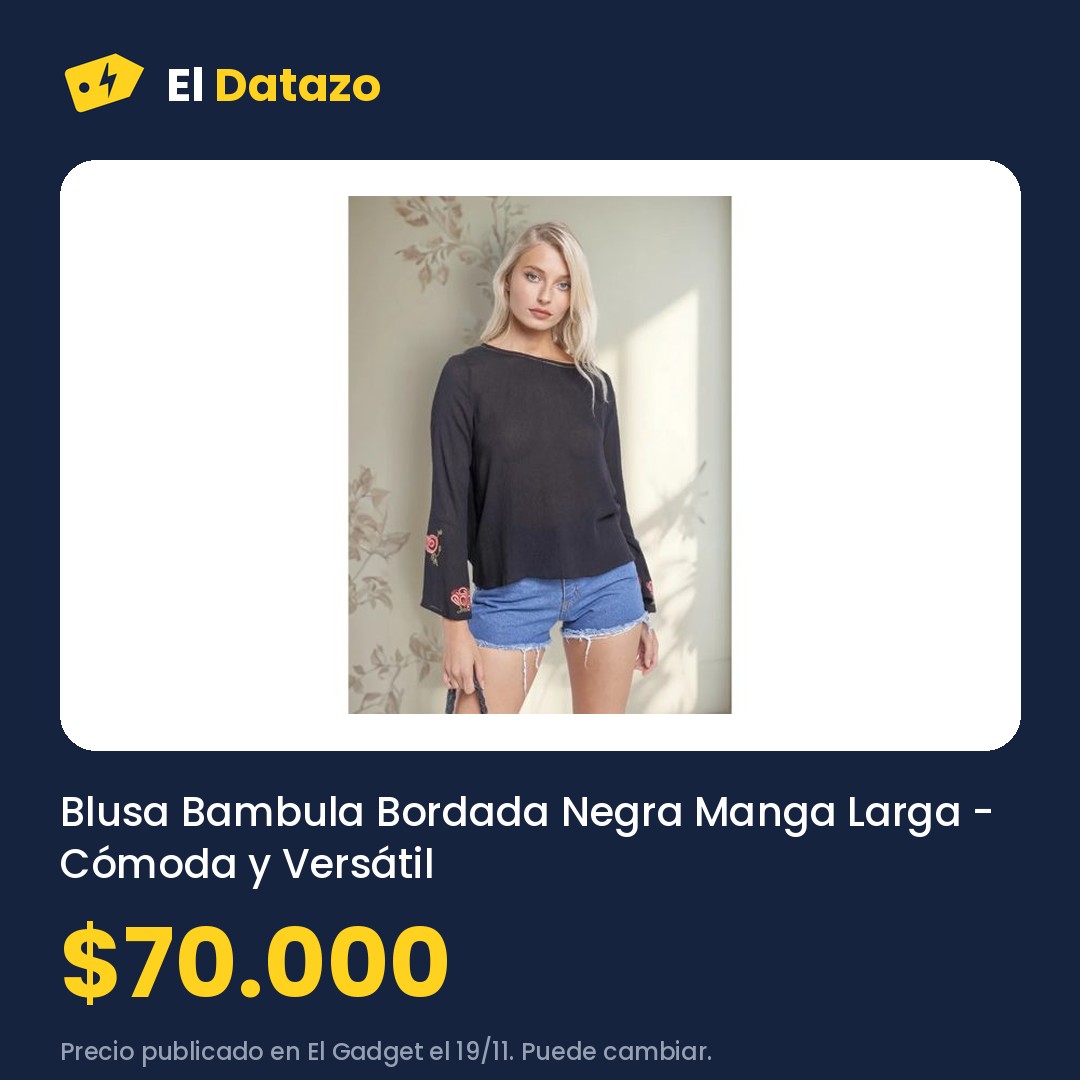 El Datazo
Blusa Bambula Bordada Negra Manga Larga -
Cómoda y Versátil
$70.000
Precio publicado en El Gadget el 19/11. Puede cambiar.